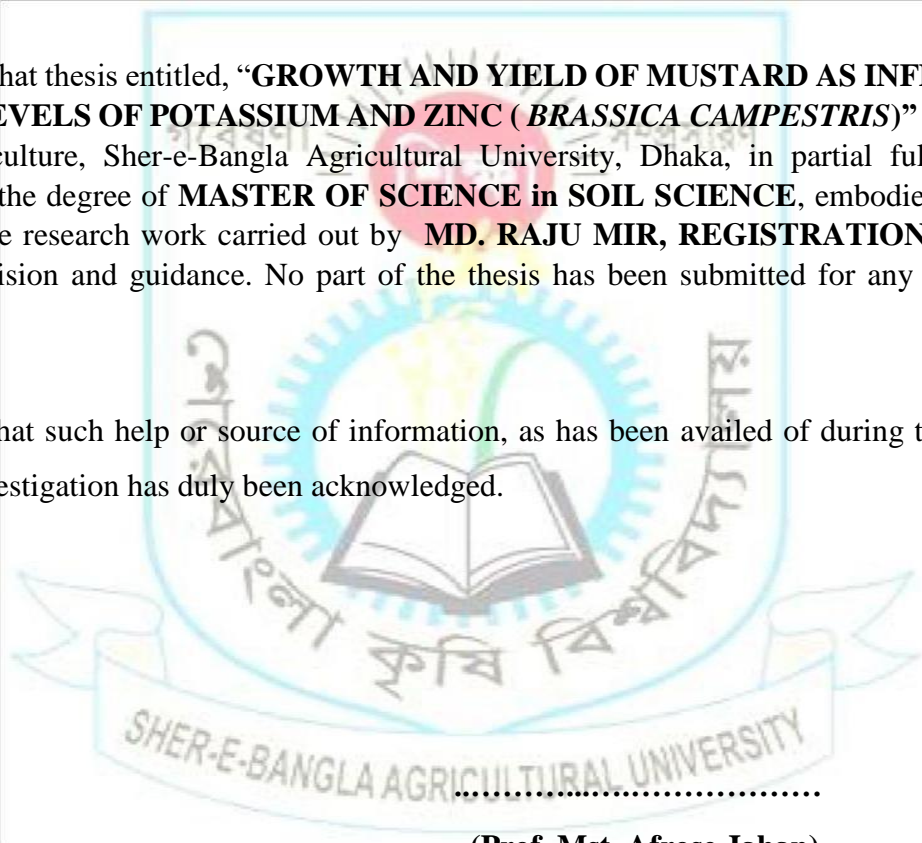 hat thesis entitled, “GROWTH AND YIELD OF MUSTARD AS INF
EVELS OF POTASSIUM AND ZINC ( BRASSICA CAMPESTRIS)”
culture, Sher-e-Bangla Agricultural University, Dhaka, in partial ful
the degree of MASTER OF SCIENCE in SOIL SCIENCE, embodie
e research work carried out by MD. RAJU MIR, REGISTRATION
ision and guidance. No part of the thesis has been submitted for any
hat such help or source of information, as has been availed of during t
estigation has duly been acknowledged.
শেরেবাংলা কৃষি বিশ্ববিদ্যালয়
SHER-E-BANGLA AGRICULTURAL UNIVERSITY
………………………………
(Prof. Mst. Afrose Jahan)